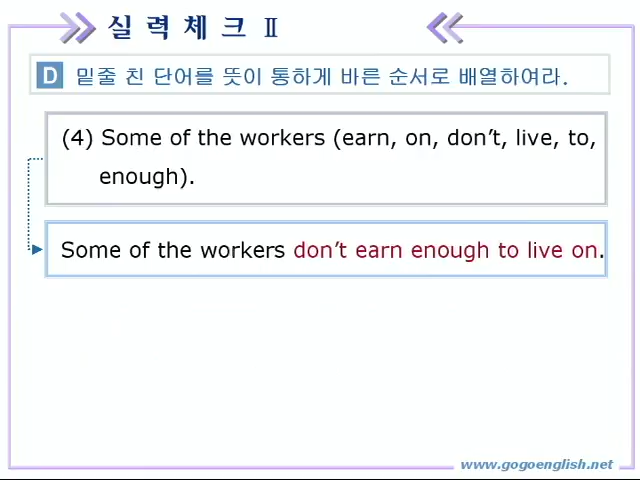 실 력 체 크 Ⅱ
D 밑줄 친 단어를 뜻이 통하게 바른 순서로 배열하여라.
(4) Some of the workers (earn, on, don’t, live, to,
enough).
Some of the workers don’t earn enough to live on.
www.gogoenglish.net